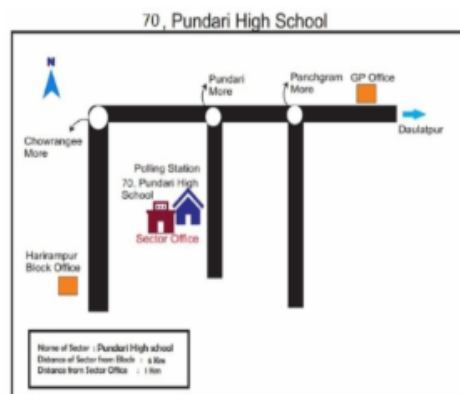 70, Pundari High School
N
Pundari
More
Panchgram
More
GP Office
Daulatpur
Chowrangee
More
Polling Station
70, Pundari High
School
Sector Office
Harirampur
Block Office
Name of Sector : Pundari High school
Distance of Sector from Block : 6 Km
Distance from Sector Office : 1 Km